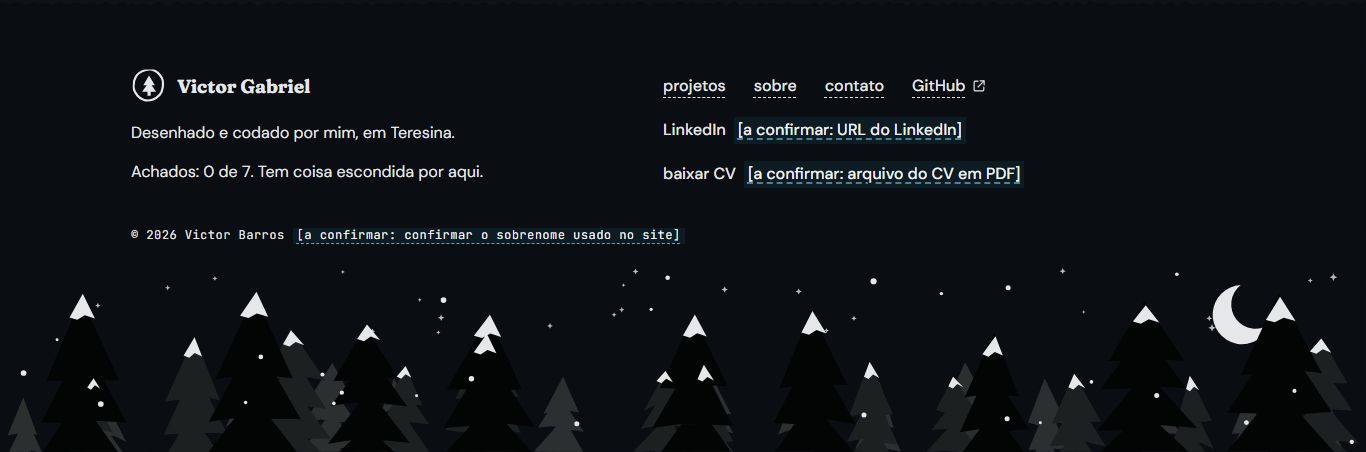 Victor Gabriel
Desenhado e codado por mim, em Teresina.
Achados: 0 de 7. Tem coisa escondida por aqui.
projetos sobre contato GitHub
LinkedIn [a confirmar: URL do LinkedIn]
baixar CV [a confirmar: arquivo do CV em PDF]
© 2026 Victor Barros [a confirmar: confirmar o sobrenome usado no site]